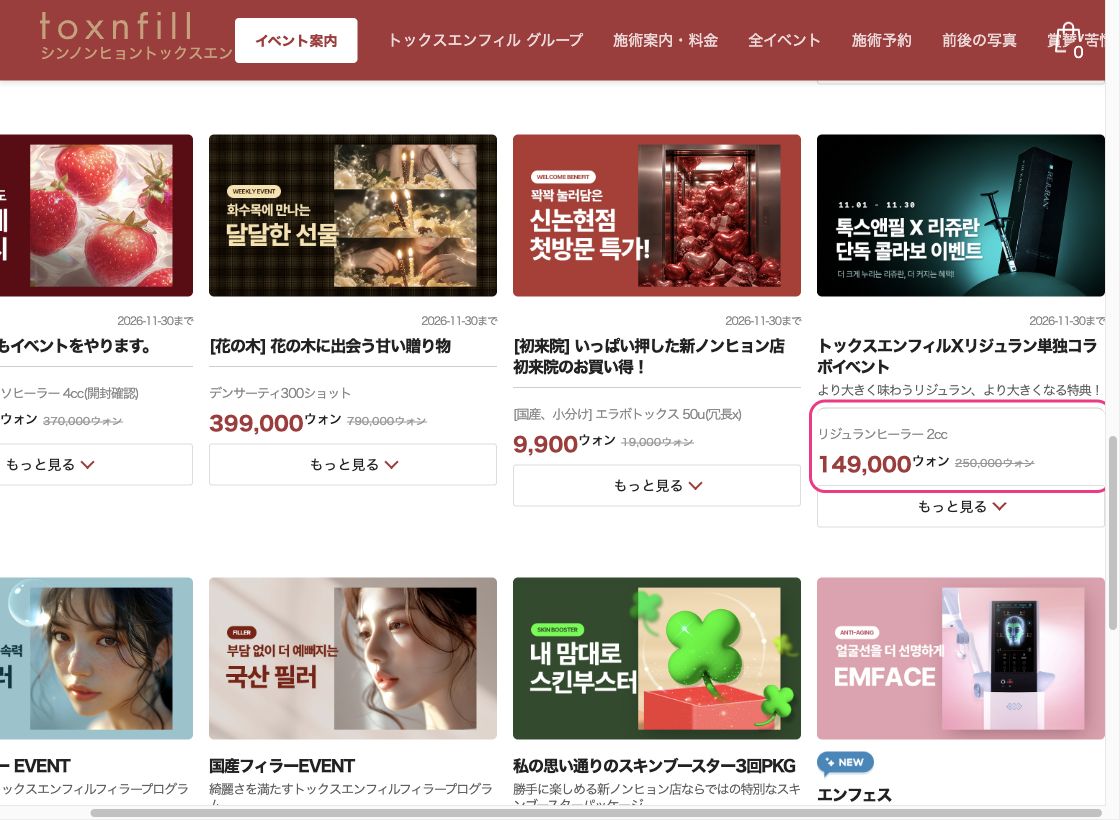 toxnfill
シンノンヒョントックスエン
イベント案内
トックスエンフィル グループ
施術案内・料金
全イベント
施術予約
前後の写真
0
WEEKLY EVENT
화수목에 만나는
달달한 선물
WELCOME BENEFIT
꽉꽉 눌러담은
신논현점
첫방문 특가!
11.01 - 11.30
톡스앤필 X 리쥬란
단독 콜라보 이벤트
더 크게 누리는 리쥬란, 더 커지는 혜택!
REJURAN
2026-11-30まで
2026-11-30まで
2026-11-30まで
2026-11-30まで
もイベントをやります。
[花の木] 花の木に出会う甘い贈り物
[初来院] いっぱい押した新ノンヒョン店
初来院のお買い得！
トックスエンフィルXリジュラン単独コラ
ボイベント
より大きく味わうリジュラン、より大きくなる特典！
ソヒーラー 4cc(開封確認)
ウォン 370,000ウォン
もっと見る
デンサーティ300ショット
399,000ウォン 790,000ウォン
もっと見る
[国産、小分け] エラボトックス 50u(冗長x)
9,900ウォン 19,000ウォン
もっと見る
リジュランヒーラー 2cc
149,000ウォン 250,000ウォン
もっと見る
속력
러
FILLER
부담 없이 더 예뻐지는
국산 필러
SKIN BOOSTER
내 맘대로
스킨부스터
ANTI-AGING
얼굴선을 더 선명하게
EMFACE
ー EVENT
ックスエンフィルフィラープログラ
国産フィラーEVENT
綺麗さを満たすトックスエンフィルフィラープログラ
ム
私の思い通りのスキンブースター3回PKG
勝手に楽しめる新ノンヒョン店ならではの特別なスキ
ンブースターパッケージ
NEW
エンフェス